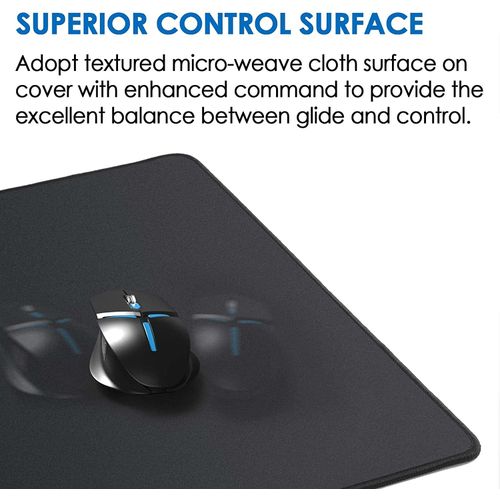 SUPERIOR CONTROL SURFACE
Adopt textured micro-weave cloth surface on
cover with enhanced command to provide the
excellent balance between glide and control.